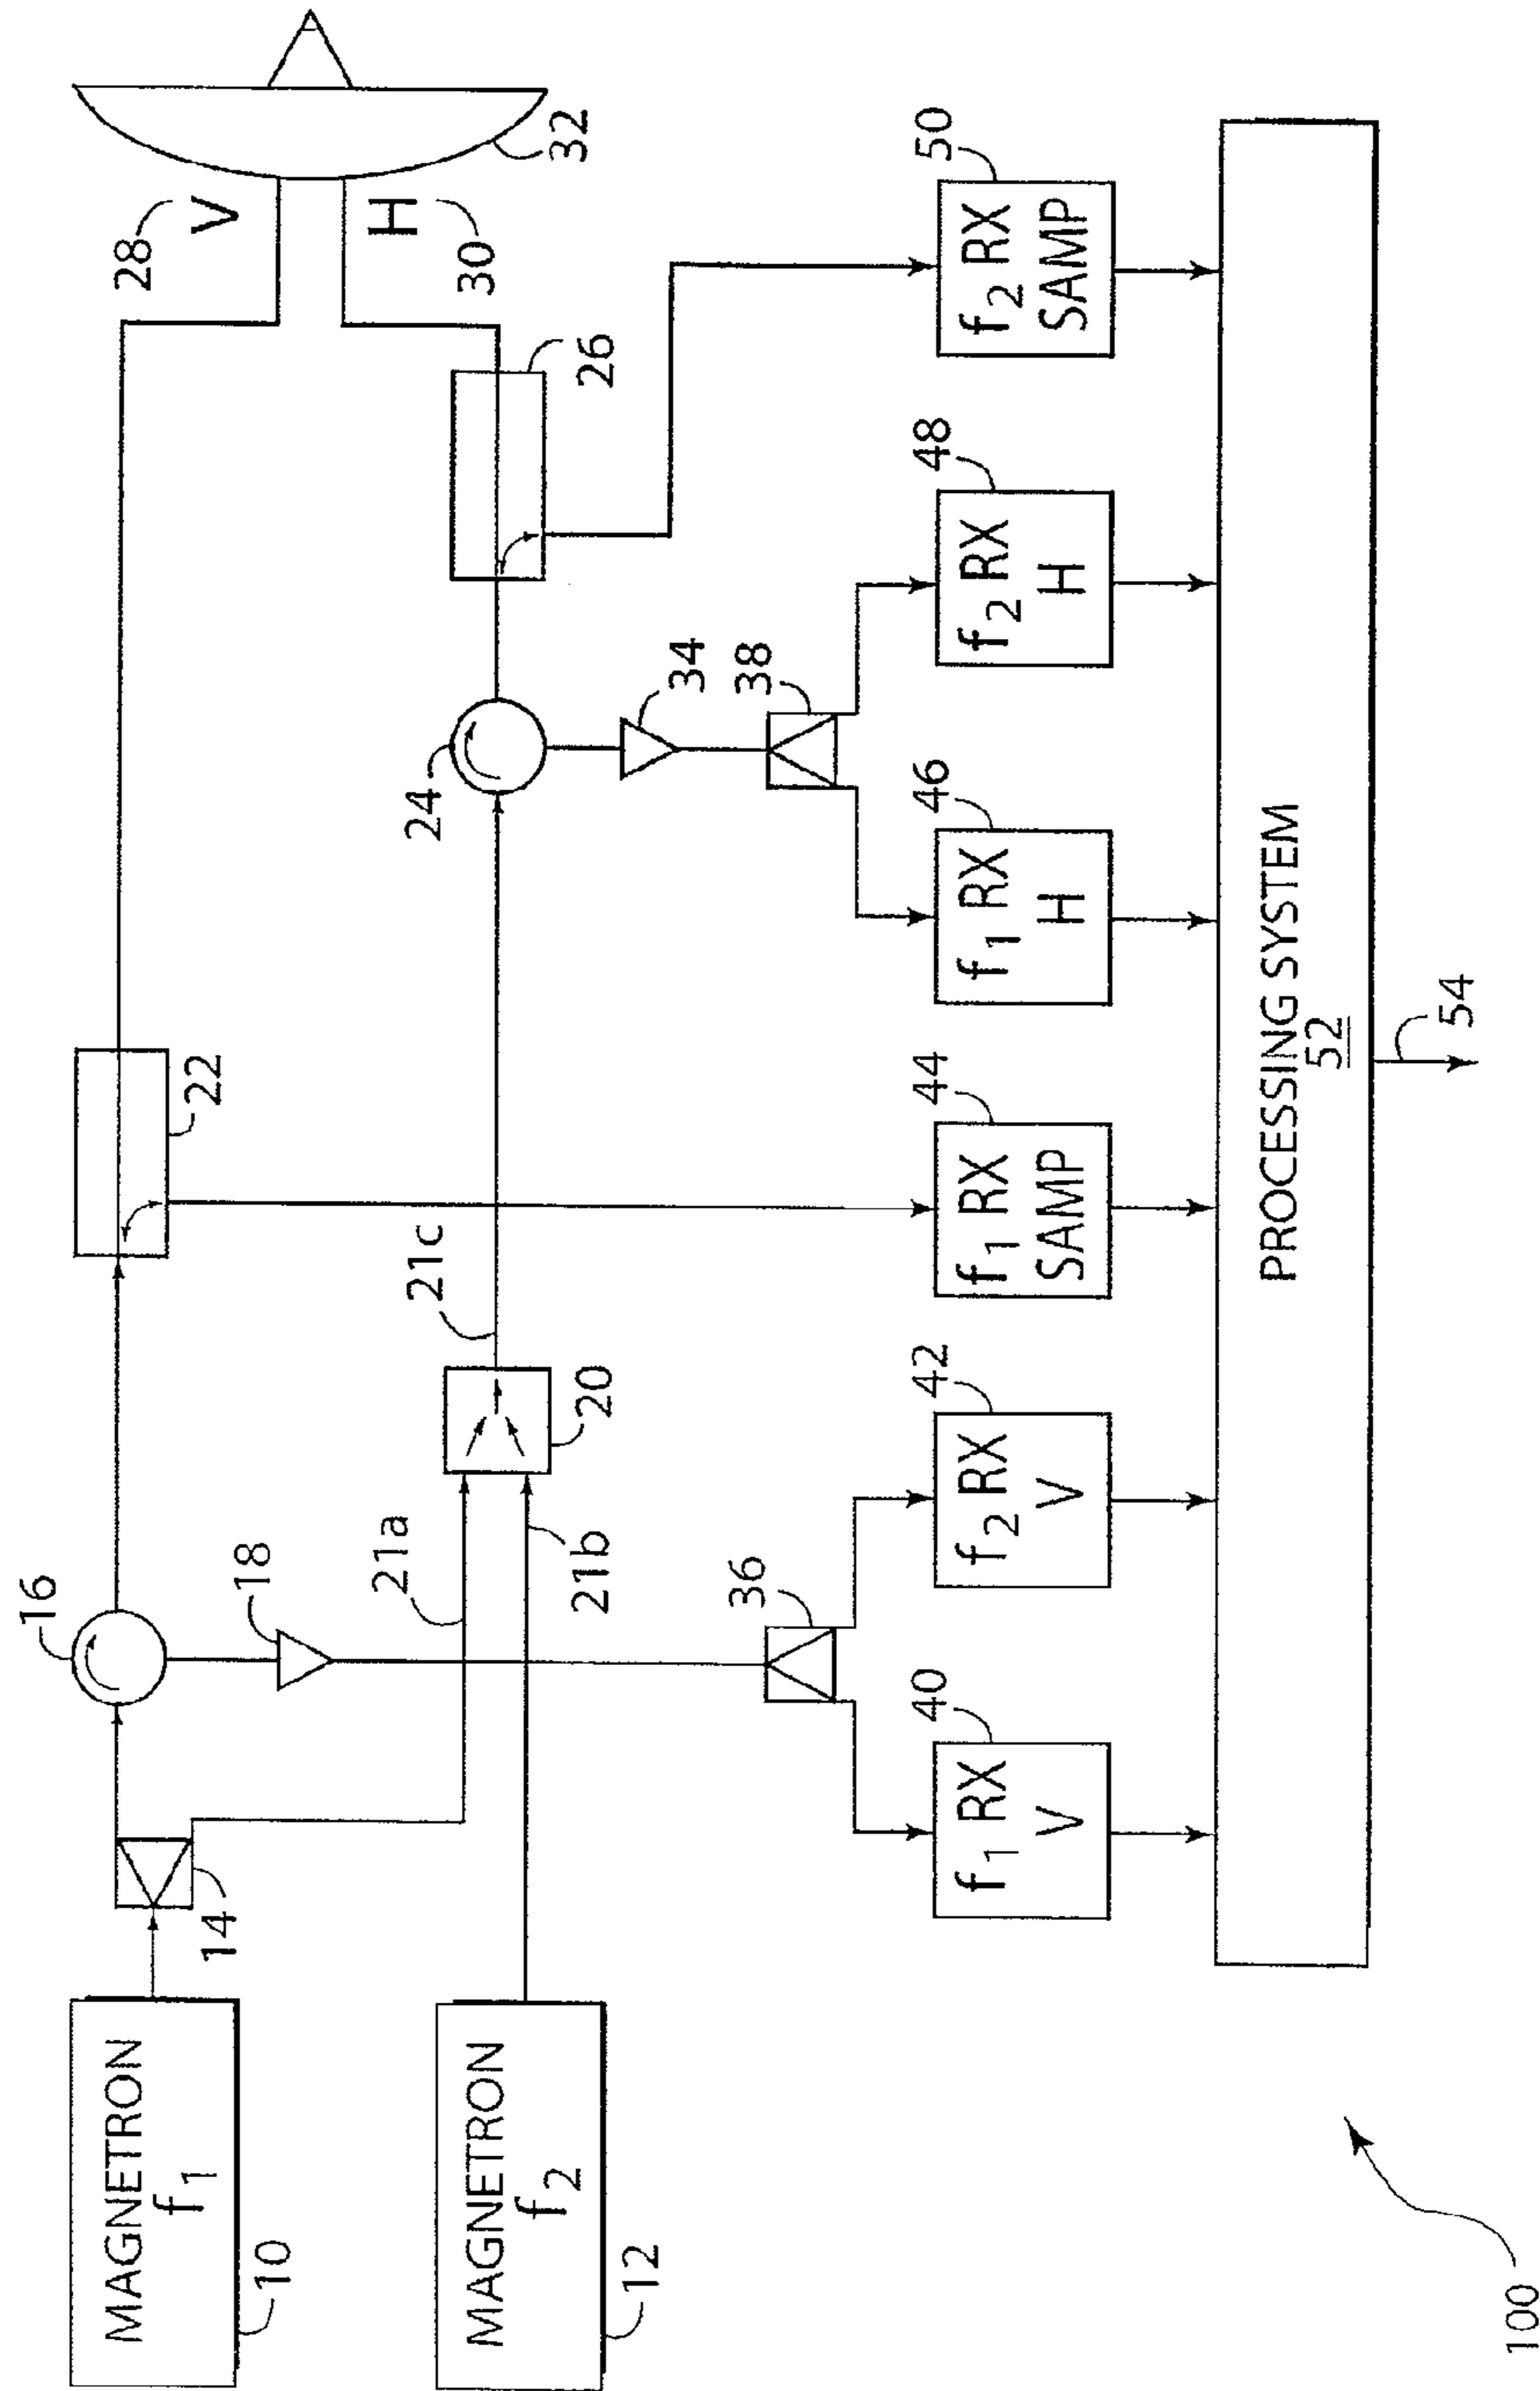 MAGNETRON
f1
10
MAGNETRON
f2
12
14
16
18
21a
21b
20
21c
22
24
26
28
V
H
30
32
34
38
36
40
f1 RX
V
42
f2 RX
V
44
f1 RX
SAMP
46
f1 RX
H
48
f2 RX
H
50
f2 RX
SAMP
PROCESSING SYSTEM
52
54
100